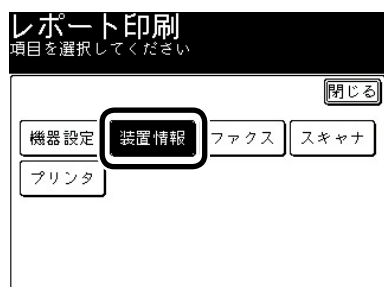 レポート印刷
項目を選択してください
閉じる
機器設定 装置情報 ファクス スキャナ
プリンタ